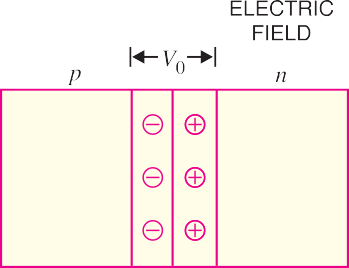 ELECTRIC
FIELD
V₀
p
n
⊖ ⊕
⊖ ⊕
⊖ ⊕